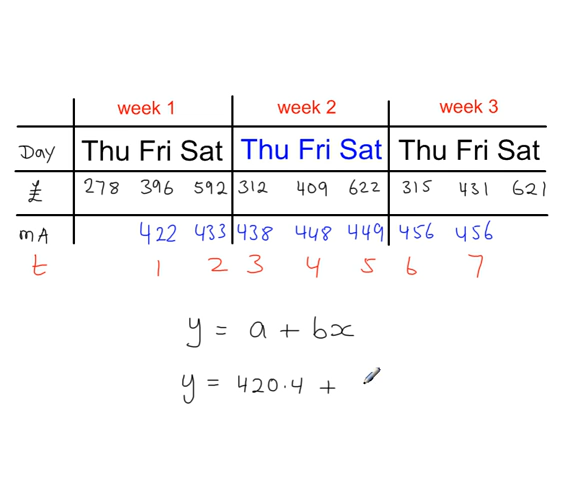 week 1 week 2 week 3
Day Thu Fri Sat Thu Fri Sat Thu Fri Sat
£ 278 396 592 312 409 622 315 431 621
mA 422 433 438 448 449 456 456
t 1 2 3 4 5 6 7
y = a + bx
y = 420.4 +